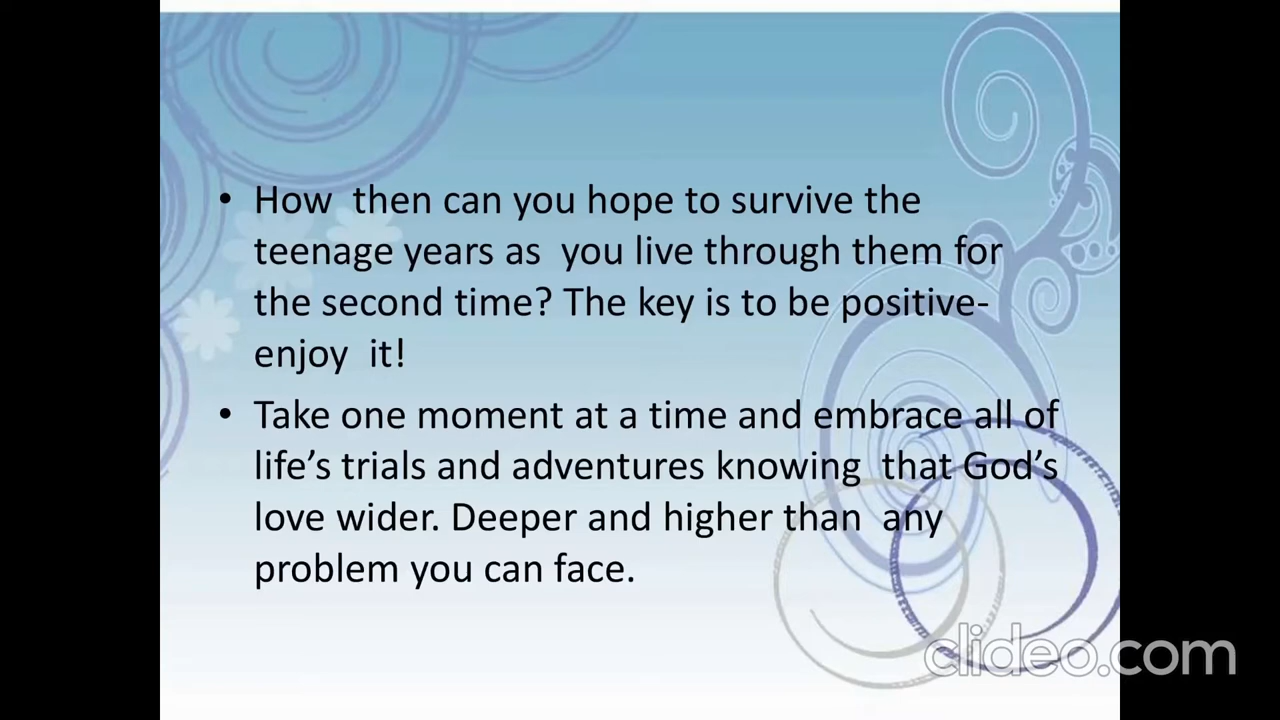 • How  then can you hope to survive the
teenage years as  you live through them for
the second time? The key is to be positive-
enjoy  it!
• Take one moment at a time and embrace all of
life’s trials and adventures knowing  that God’s
love wider. Deeper and higher than  any
problem you can face.
clideo.com